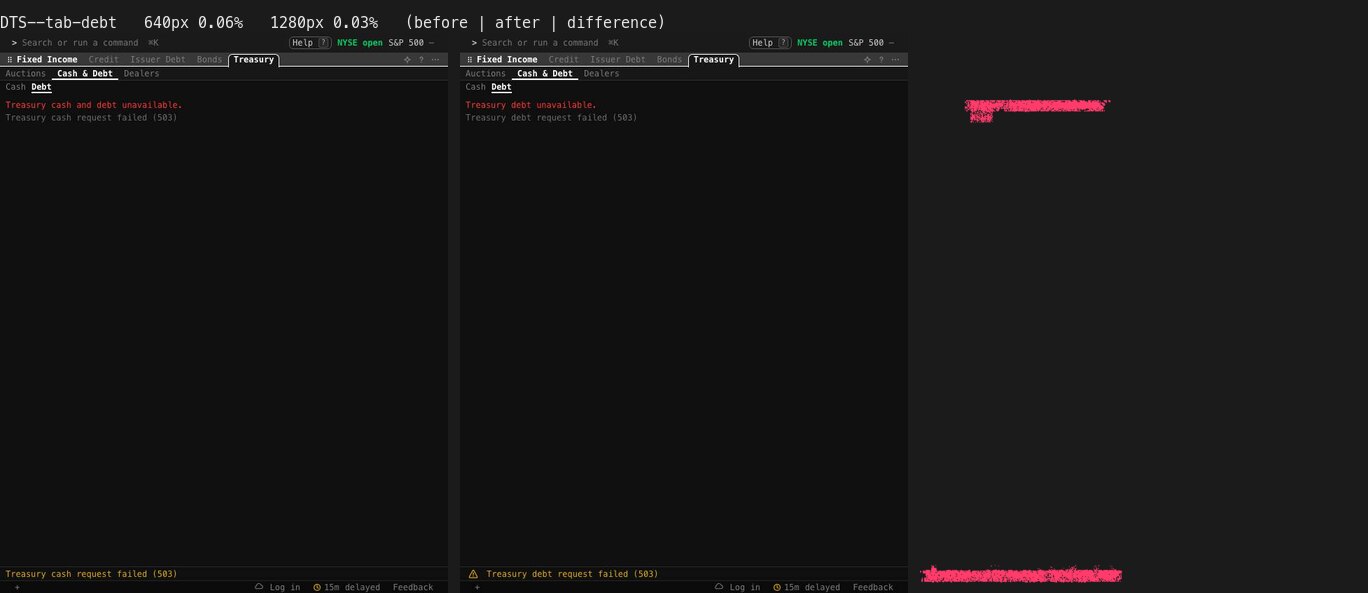 DTS--tab-debt 640px 0.06% 1280px 0.03% (before | after | difference)
> Search or run a command ⌘K Help ? NYSE open S&P 500 —
Fixed Income Credit Issuer Debt Bonds Treasury ? ...
Auctions Cash & Debt Dealers
Cash Debt
Treasury cash and debt unavailable.
Treasury cash request failed (503)
Treasury cash request failed (503)
+ Log in 15m delayed Feedback
> Search or run a command ⌘K Help ? NYSE open S&P 500 —
Fixed Income Credit Issuer Debt Bonds Treasury ? ...
Auctions Cash & Debt Dealers
Cash Debt
Treasury debt unavailable.
Treasury debt request failed (503)
Treasury debt request failed (503)
+ Log in 15m delayed Feedback